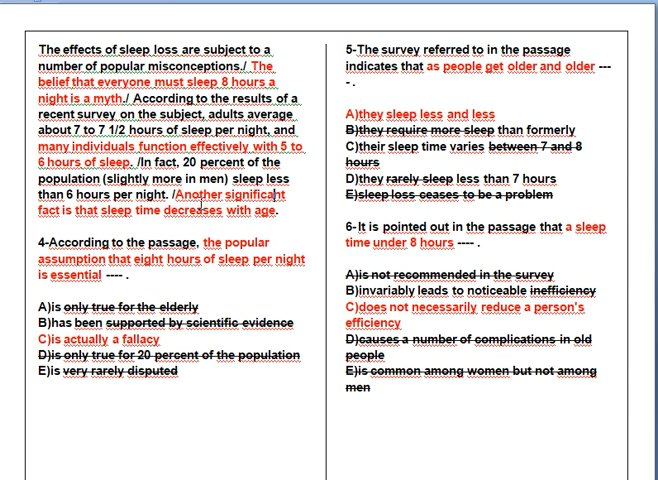 The effects of sleep loss are subject to a
number of popular misconceptions./ The
belief that everyone must sleep 8 hours a
night is a myth./ According to the results of a
recent survey on the subject, adults average
about 7 to 7 1/2 hours of sleep per night, and
many individuals function effectively with 5 to
6 hours of sleep. /In fact, 20 percent of the
population (slightly more in men) sleep less
than 6 hours per night. /Another significant
fact is that sleep time decreases with age.
4-According to the passage, the popular
assumption that eight hours of sleep per night
is essential ---- .
A)is only true for the elderly
B)has been supported by scientific evidence
C)is actually a fallacy
D)is only true for 20 percent of the population
E)is very rarely disputed
5-The survey referred to in the passage
indicates that as people get older and older ---
- .
A)they sleep less and less
B)they require more sleep than formerly
C)their sleep time varies between 7 and 8
hours
D)they rarely sleep less than 7 hours
E)sleep loss ceases to be a problem
6-It is pointed out in the passage that a sleep
time under 8 hours ---- .
A)is not recommended in the survey
B)invariably leads to noticeable inefficiency
C)does not necessarily reduce a person's
efficiency
D)causes a number of complications in old
people
E)is common among women but not among
men